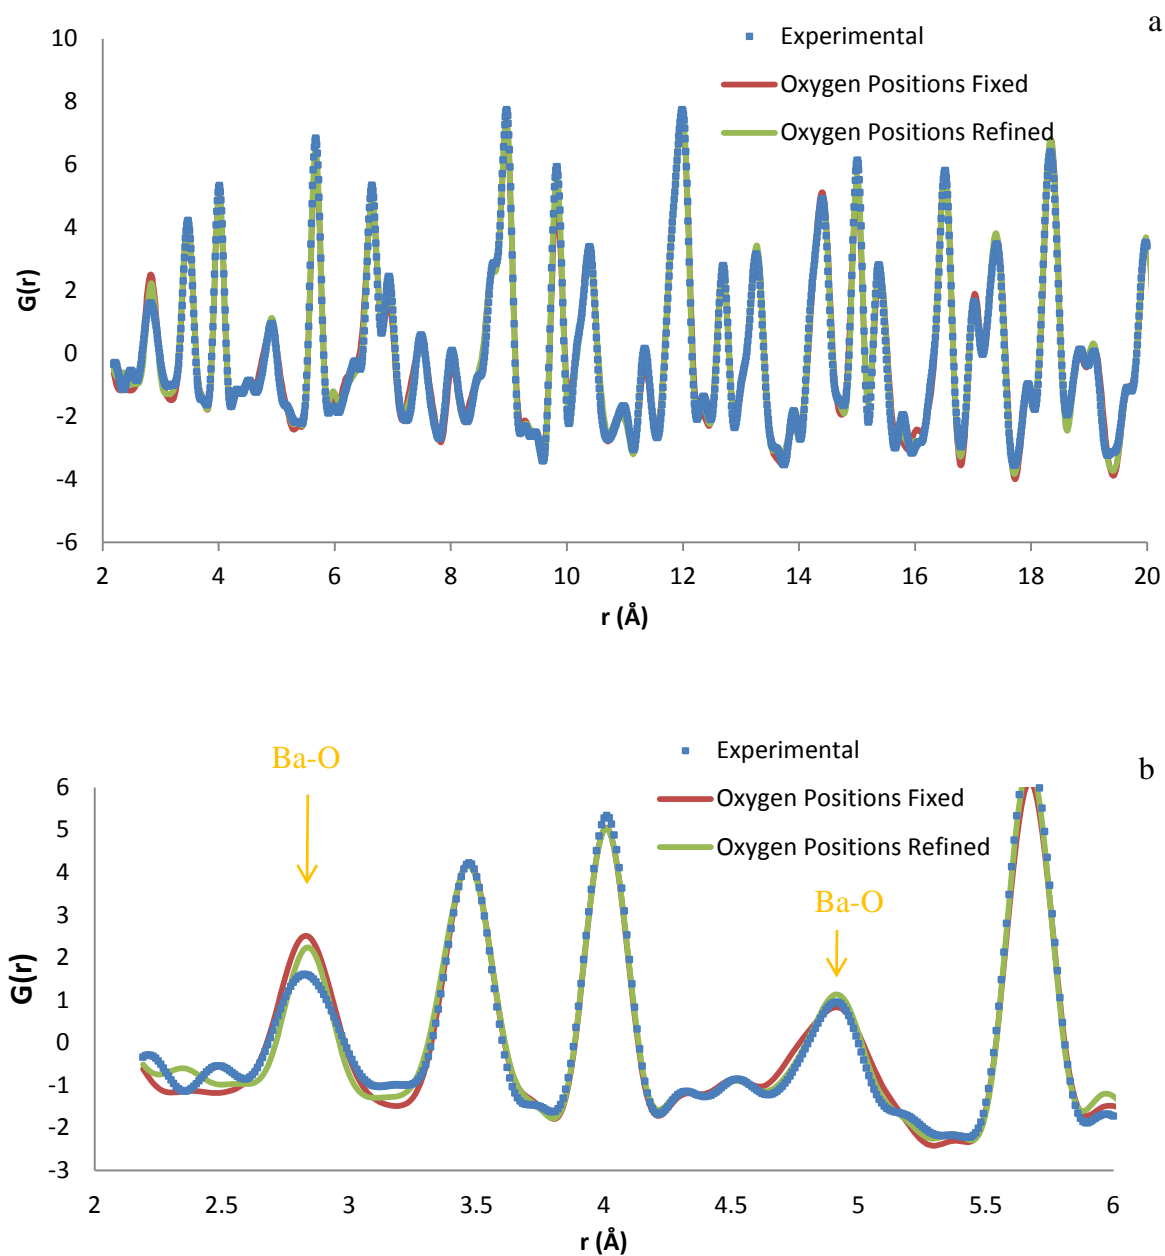 a
Experimental
Oxygen Positions Fixed
Oxygen Positions Refined
10
8
6
4
2
0
-2
-4
-6
G(r)
2 4 6 8 10 12 14 16 18 20
r (Å)
b
Ba-O
Experimental
Oxygen Positions Fixed
Oxygen Positions Refined
Ba-O
6
5
4
3
2
1
0
-1
-2
-3
G(r)
2 2.5 3 3.5 4 4.5 5 5.5 6
r (Å)